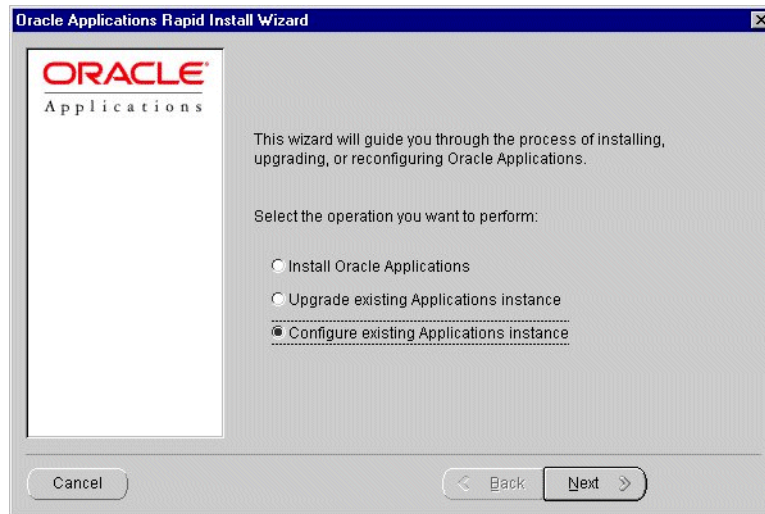 Oracle Applications Rapid Install Wizard
ORACLE
Applications
This wizard will guide you through the process of installing,
upgrading, or reconfiguring Oracle Applications.
Select the operation you want to perform:
Install Oracle Applications
Upgrade existing Applications instance
Configure existing Applications instance
Cancel
Back
Next